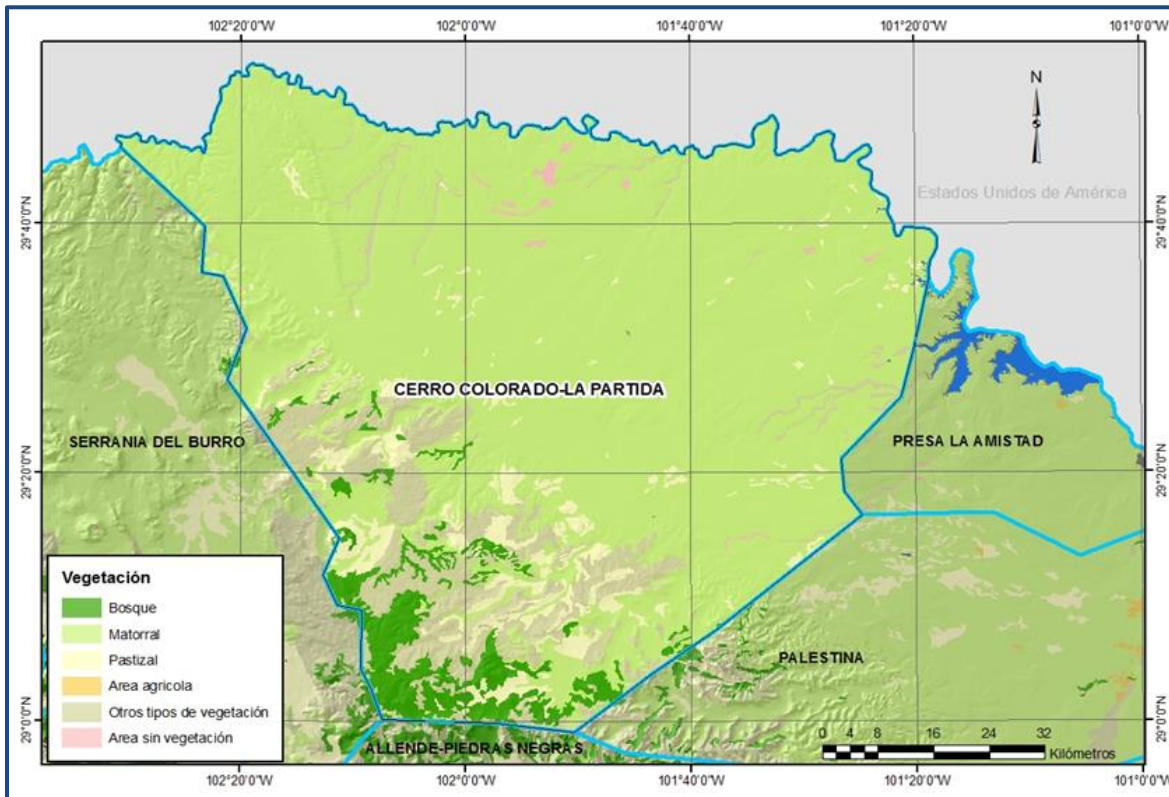 102°20'0"W
102°0'0"W
101°40'0"W
101°20'0"W
101°0'0"W
N
Estados Unidos de América
29°40'0"N
29°40'0"N
CERRO COLORADO-LA PARTIDA
SERRANIA DEL BURRO
PRESA LA AMISTAD
29°20'0"N
29°20'0"N
Vegetación
Bosque
Matorral
Pastizal
Area agricola
Otros tipos de vegetación
Area sin vegetación
PALESTINA
29°0'0"N
29°0'0"N
ALLENDE-PIEDRAS NEGRAS
0 4 8 16 24 32
Kilómetros
102°20'0"W
102°0'0"W
101°40'0"W
101°20'0"W
101°0'0"W